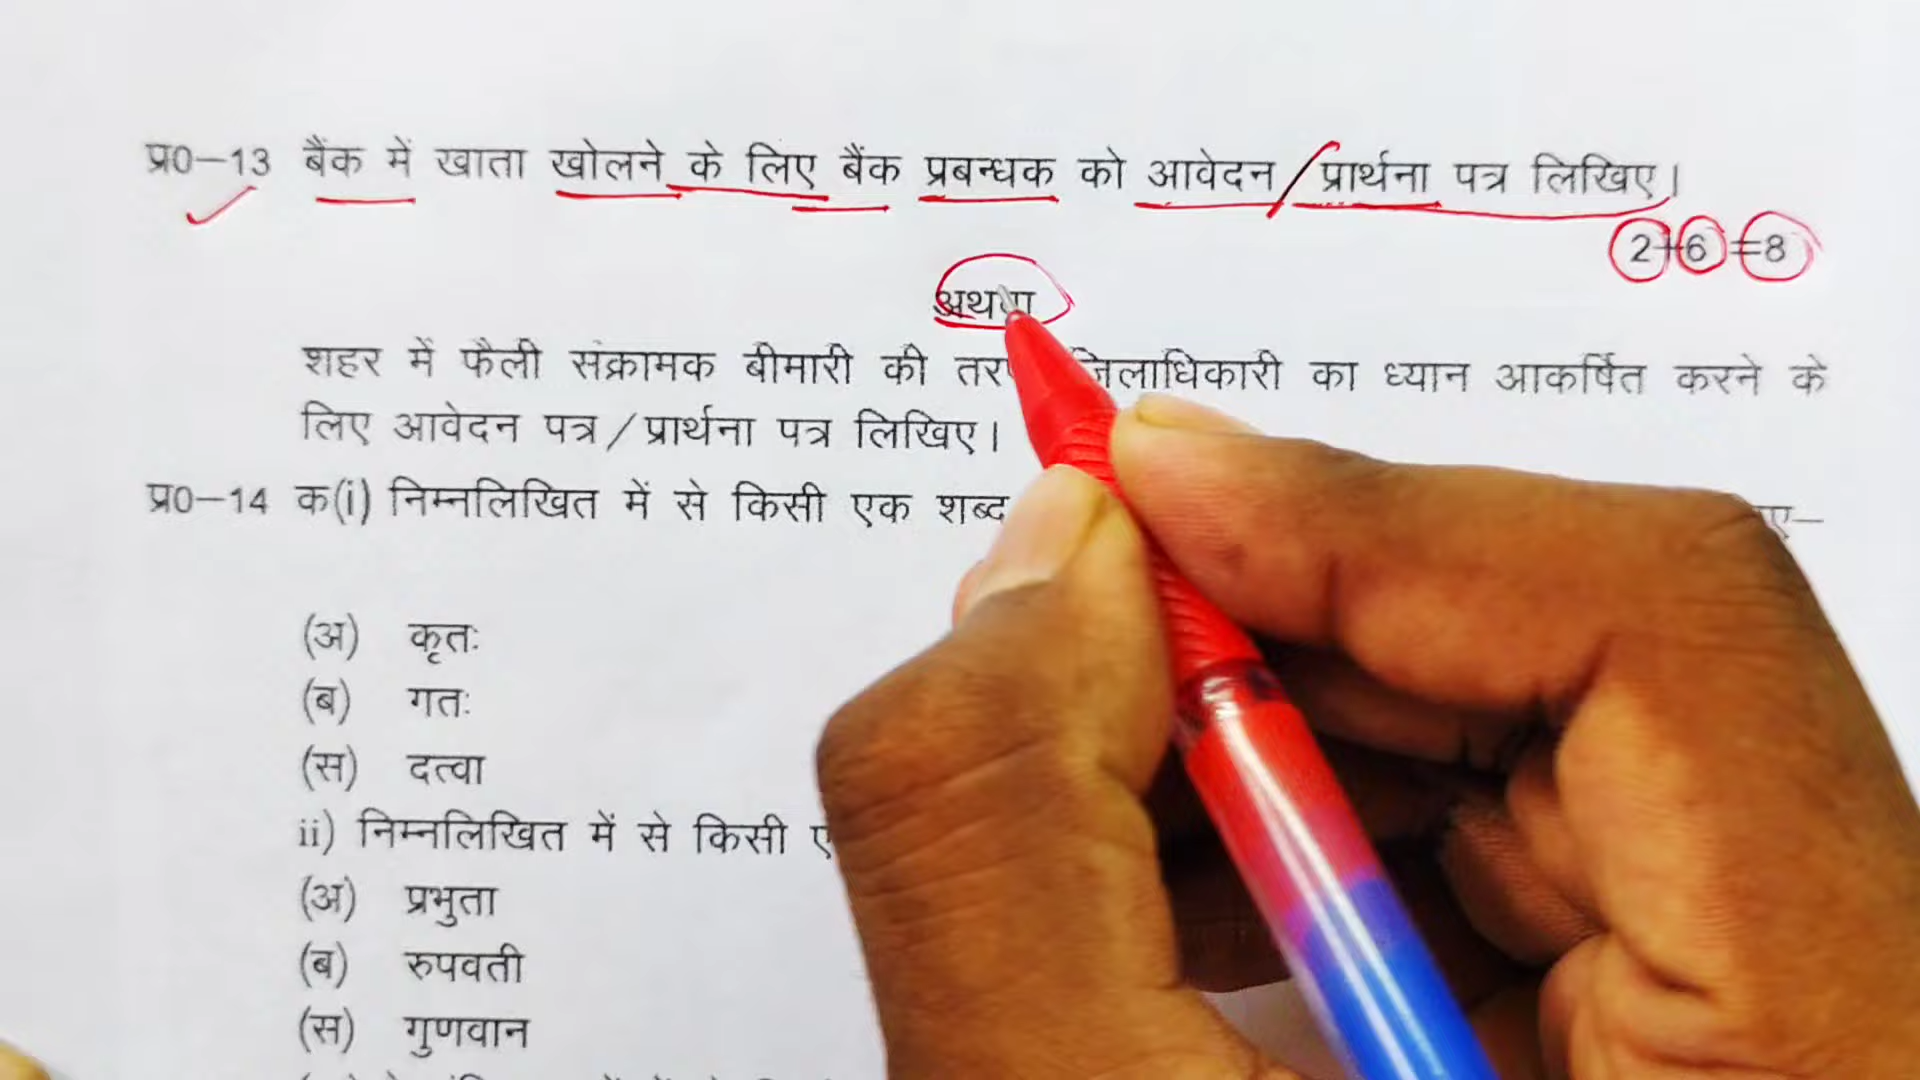 प्र0–13 बैंक में खाता खोलने के लिए बैंक प्रबन्धक को आवेदन/प्रार्थना पत्र लिखिए।
2+6=8
अथवा
शहर में फैली संक्रामक बीमारी की जिलाधिकारी का ध्यान आकर्षित करने के
लिए आवेदन पत्र/प्रार्थना पत्र लिखिए।
प्र0–14 क(i) निम्नलिखित में से किसी एक शब्द
(अ) कृतः
(ब) गतः
(स) दत्वा
ii) निम्नलिखित में से किसी
(अ) प्रभुता
(ब) रुपवती
(स) गुणवान